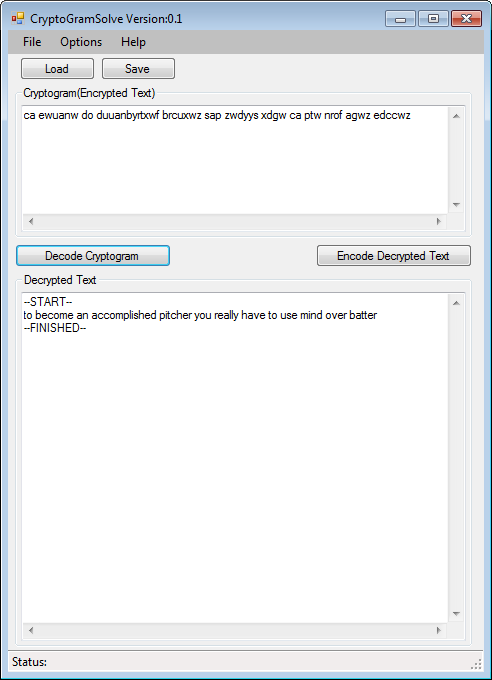 CryptoGramSolve Version:0.1
File Options Help
Load Save
Cryptogram(Encrypted Text)
ca ewuanw do duuanbyrtxwf brcuxwz sap zwdyys xdgw ca ptw nrof agwz edccwz
Decode Cryptogram Encode Decrypted Text
Decrypted Text
--START--
to become an accomplished pitcher you really have to use mind over batter
--FINISHED--
Status: